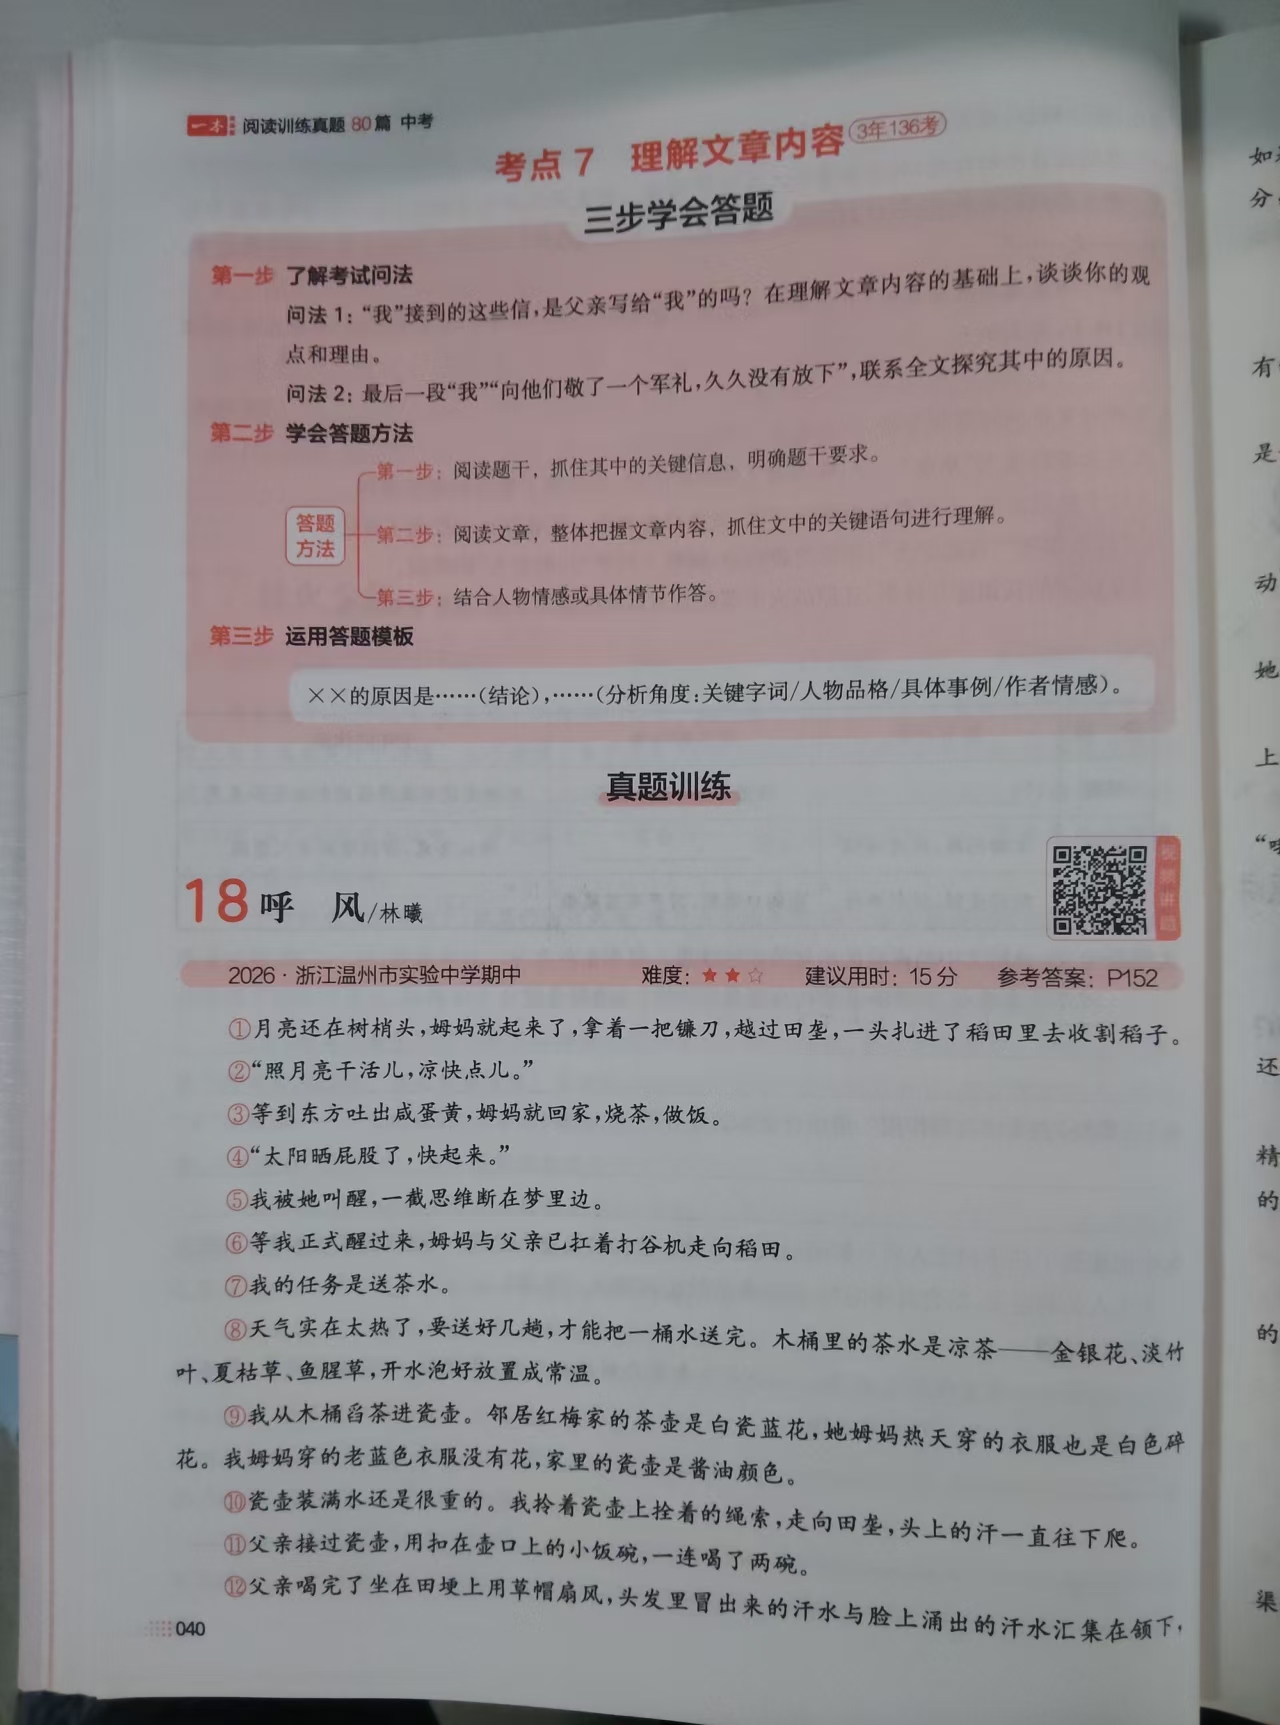 一本 阅读训练真题80篇 中考
考点7 理解文章内容 3年136考
三步学会答题
第一步 了解考试问法
问法1：“我”接到的这些信，是父亲写给“我”的吗？在理解文章内容的基础上，谈谈你的观
点和理由。
问法2：最后一段“我”“向他们敬了一个军礼，久久没有放下”，联系全文探究其中的原因。
第二步 学会答题方法
第一步：阅读题干，抓住其中的关键信息，明确题干要求。
答题
方法
第二步：阅读文章，整体把握文章内容，抓住文中的关键语句进行理解。
第三步：结合人物情感或具体情节作答。
第三步 运用答题模板
××的原因是……（结论），……（分析角度：关键字词/人物品格/具体事例/作者情感）。
真题训练
18 呼 风/林曦
视频讲题
2026·浙江温州市实验中学期中 难度：★★☆ 建议用时：15分 参考答案：P152
①月亮还在树梢头，姆妈就起来了，拿着一把镰刀，越过田垄，一头扎进了稻田里去收割稻子。
②“照月亮干活儿，凉快点儿。”
③等到东方吐出咸蛋黄，姆妈就回家，烧茶，做饭。
④“太阳晒屁股了，快起来。”
⑤我被她叫醒，一截思维断在梦里边。
⑥等我正式醒过来，姆妈与父亲已扛着打谷机走向稻田。
⑦我的任务是送茶水。
⑧天气实在太热了，要送好几趟，才能把一桶水送完。木桶里的茶水是凉茶——金银花、淡竹
叶、夏枯草、鱼腥草，开水泡好放置成常温。
⑨我从木桶舀茶进瓷壶。邻居红梅家的茶壶是白瓷蓝花，她姆妈热天穿的衣服也是白色碎
花。我姆妈穿的老蓝色衣服没有花，家里的瓷壶是酱油颜色。
⑩瓷壶装满水还是很重的。我拎着瓷壶上拴着的绳索，走向田垄，头上的汗一直往下爬。
⑪父亲接过瓷壶，用扣在壶口上的小饭碗，一连喝了两碗。
⑫父亲喝完了坐在田埂上用草帽扇风，头发里冒出来的汗水与脸上涌出的汗水汇集在颌下，
040
分
有
是
动
她
上
还
精
的
的
渠